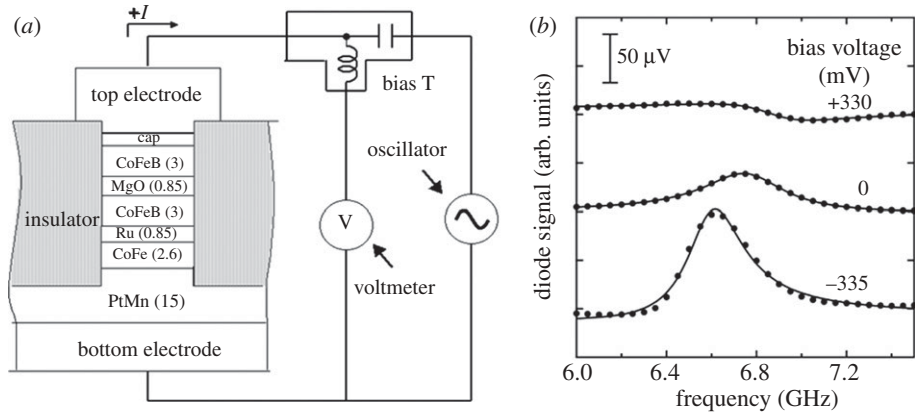 (a)
+I
bias T
top electrode
cap
CoFeB (3)
MgO (0.85)
CoFeB (3)
Ru (0.85)
CoFe (2.6)
insulator
PtMn (15)
bottom electrode
oscillator
V
voltmeter
(b)
50 μV
bias voltage
(mV)
+330
0
−335
diode signal (arb. units)
6.0 6.4 6.8 7.2
frequency (GHz)